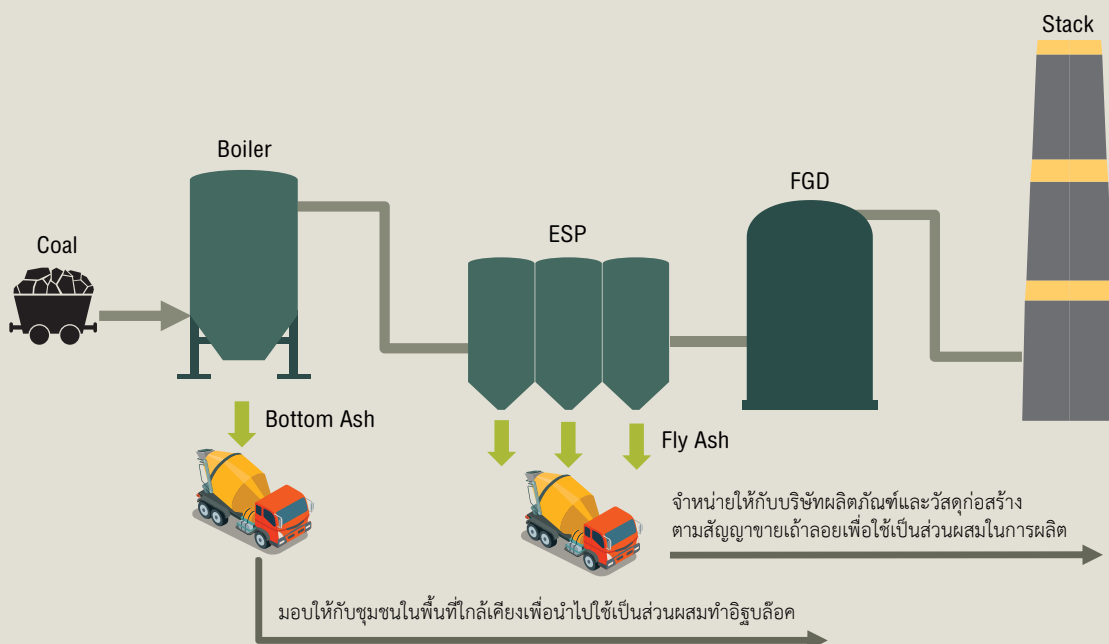 Stack
Boiler
FGD
ESP
Coal
Bottom Ash
Fly Ash
จำหน่ายให้กับบริษัทผลิตภัณฑ์และวัสดุก่อสร้าง
ตามสัญญาขายเถ้าลอยเพื่อใช้เป็นส่วนผสมในการผลิต
มอบให้กับชุมชนในพื้นที่ใกล้เคียงเพื่อนำไปใช้เป็นส่วนผสมทำอิฐบล๊อค